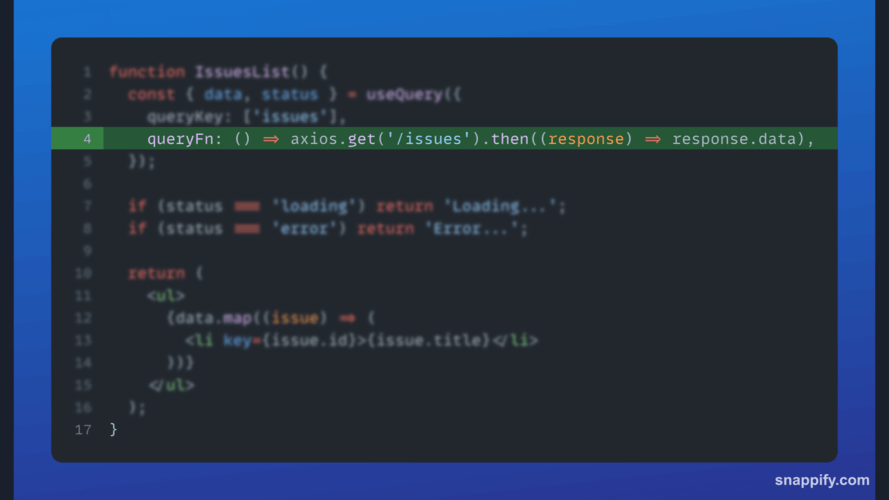 1 function IssuesList() {
2 const { data, status } = useQuery({
3 queryKey: ['issues'],
4 queryFn: () => axios.get('/issues').then((response) => response.data),
5 });
6
7 if (status === 'loading') return 'Loading...';
8 if (status === 'error') return 'Error...';
9
10 return (
11 <ul>
12 {data.map((issue) => (
13 <li key={issue.id}>{issue.title}</li>
14 ))}
15 </ul>
16 );
17 }
snappify.com